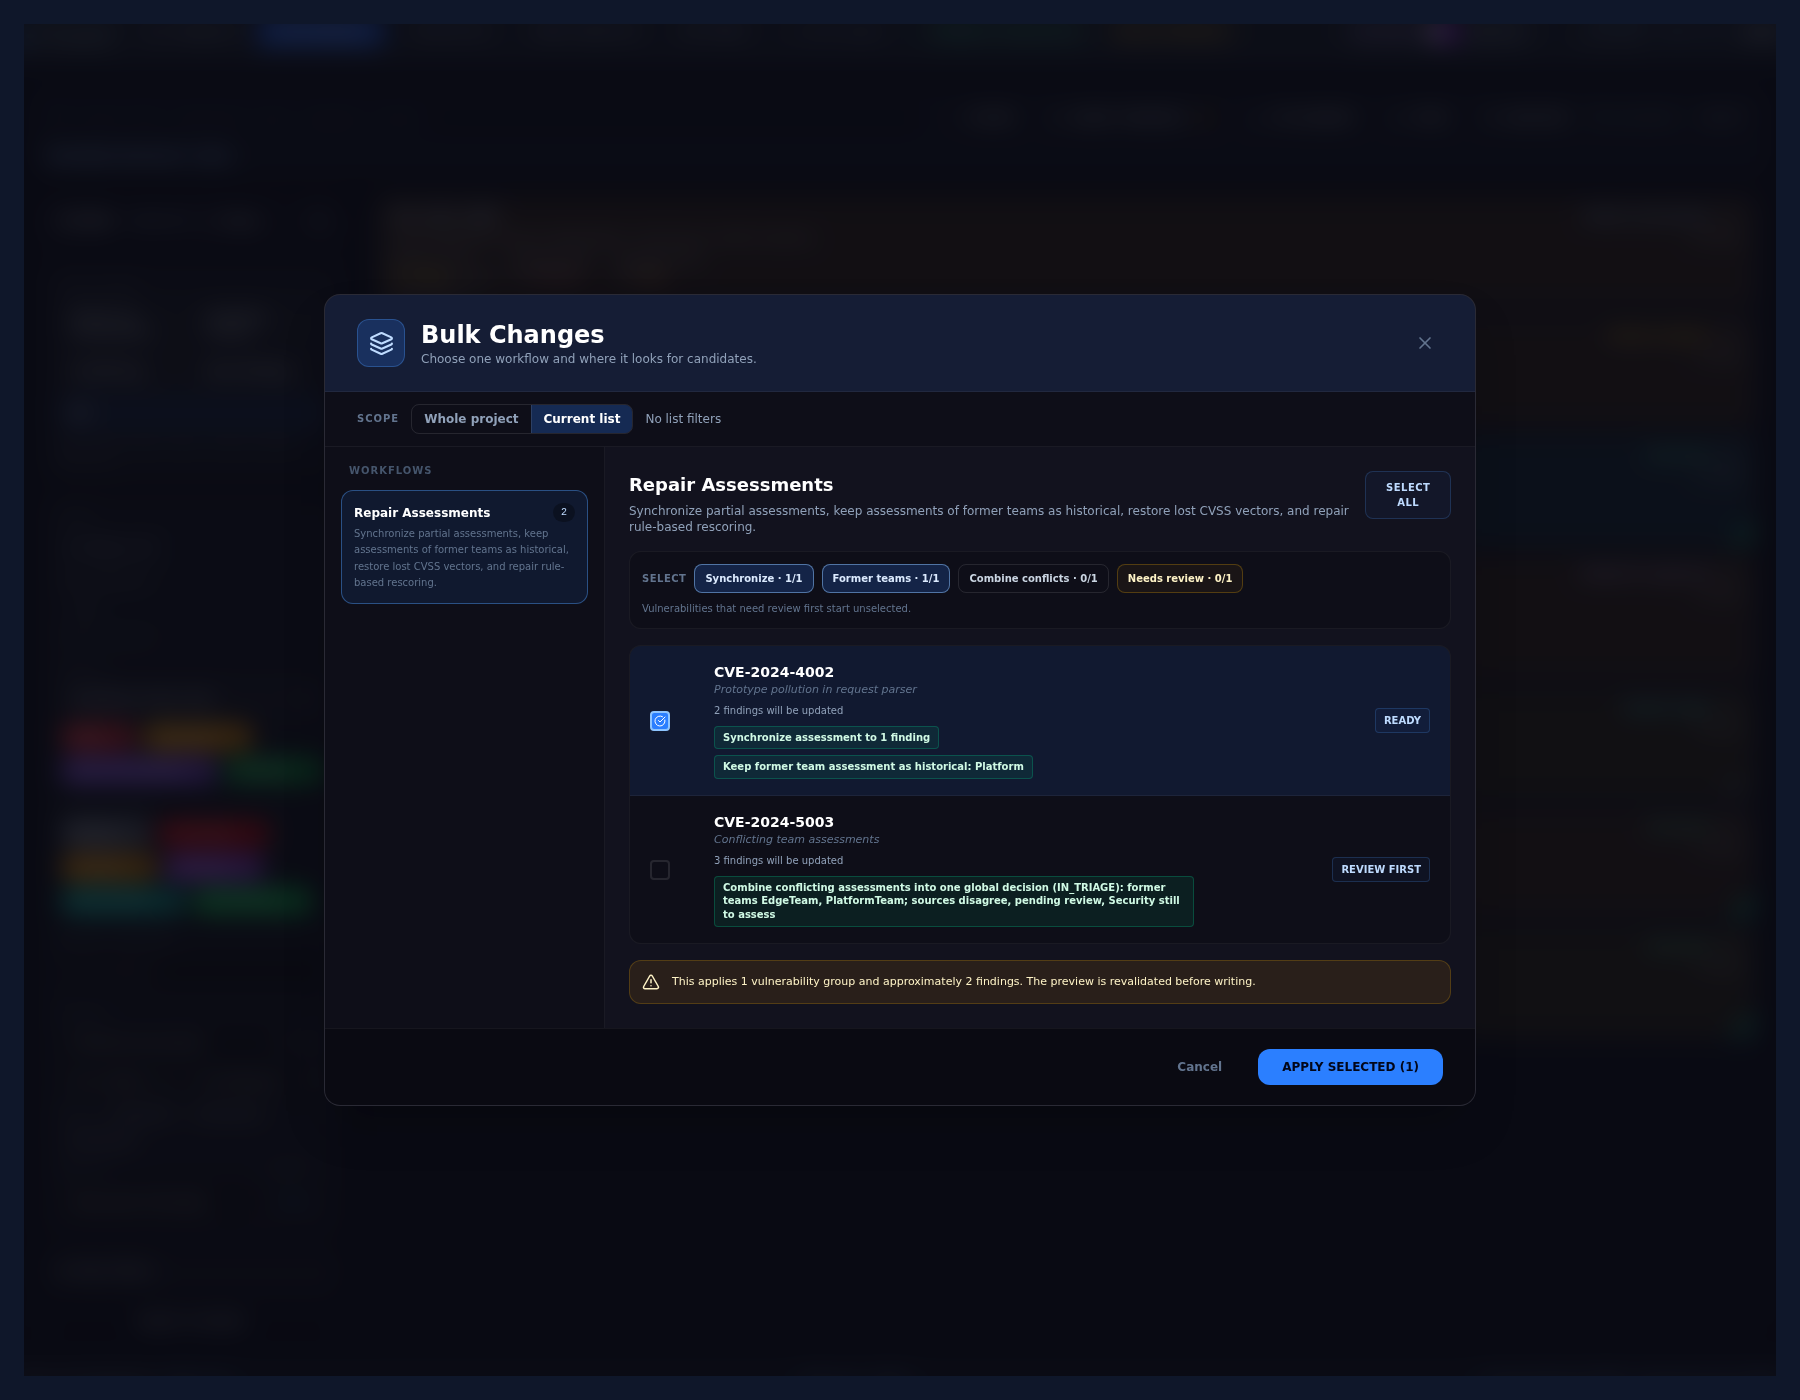 Bulk Changes
Choose one workflow and where it looks for candidates.
SCOPE Whole project Current list No list filters
WORKFLOWS
Repair Assessments 2
Synchronize partial assessments, keep
assessments of former teams as historical,
restore lost CVSS vectors, and repair rule-
based rescoring.
Repair Assessments
Synchronize partial assessments, keep assessments of former teams as historical, restore lost CVSS vectors, and repair
rule-based rescoring.
SELECT
ALL
SELECT Synchronize · 1/1 Former teams · 1/1 Combine conflicts · 0/1 Needs review · 0/1
Vulnerabilities that need review first start unselected.
CVE-2024-4002
Prototype pollution in request parser
2 findings will be updated
Synchronize assessment to 1 finding
Keep former team assessment as historical: Platform
READY
CVE-2024-5003
Conflicting team assessments
3 findings will be updated
Combine conflicting assessments into one global decision (IN_TRIAGE): former
teams EdgeTeam, PlatformTeam; sources disagree, pending review, Security still
to assess
REVIEW FIRST
This applies 1 vulnerability group and approximately 2 findings. The preview is revalidated before writing.
Cancel APPLY SELECTED (1)